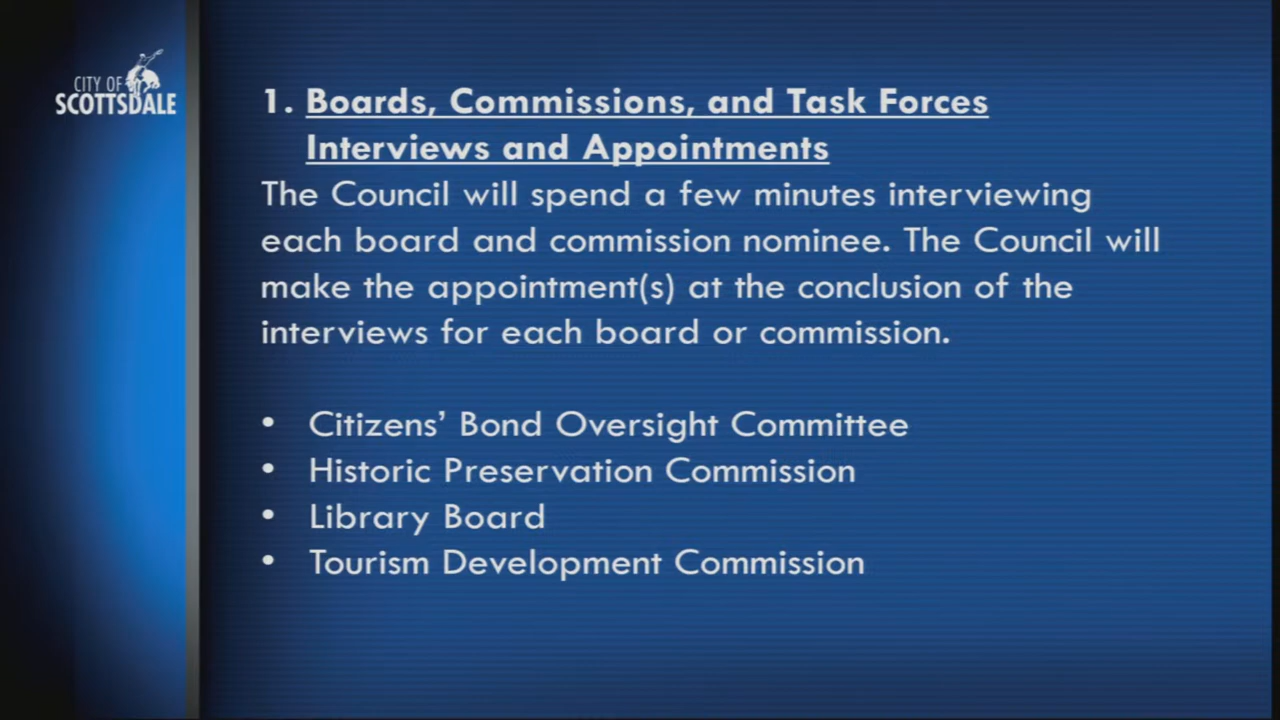 CITY OF
SCOTTSDALE
1. Boards, Commissions, and Task Forces
Interviews and Appointments
The Council will spend a few minutes interviewing
each board and commission nominee. The Council will
make the appointment(s) at the conclusion of the
interviews for each board or commission.
• Citizens’ Bond Oversight Committee
• Historic Preservation Commission
• Library Board
• Tourism Development Commission